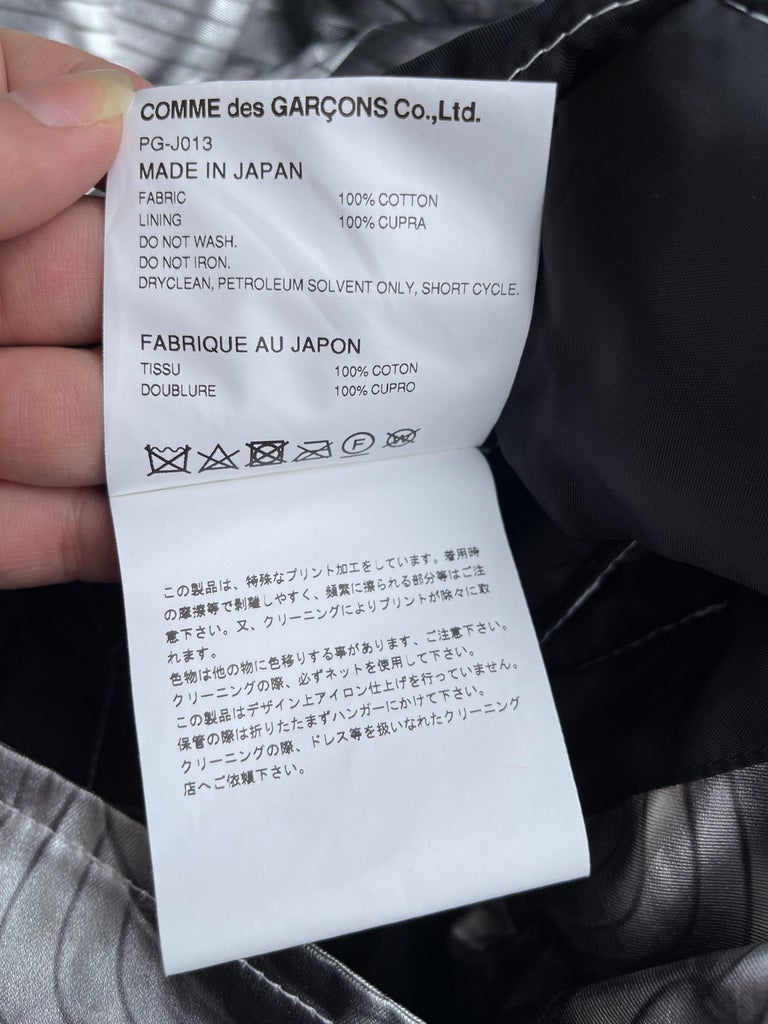 COMME des GARÇONS Co.,Ltd.
PG-J013
MADE IN JAPAN
FABRIC 100% COTTON
LINING 100% CUPRA
DO NOT WASH.
DO NOT IRON.
DRYCLEAN, PETROLEUM SOLVENT ONLY, SHORT CYCLE.
FABRIQUE AU JAPON
TISSU 100% COTON
DOUBLURE 100% CUPRO
F W
この製品は、特殊なプリント加工をしています。着用時
の摩擦等で剥離しやすく、頻繁に擦られる部分等はご注
意下さい。又、クリーニングによりプリントが除々に取
れます。
色物は他の物に色移りする事があります、ご注意下さい。
クリーニングの際、必ずネットを使用して下さい。
この製品はデザイン上アイロン仕上げを行っていません。
保管の際は折りたたまずハンガーにかけて下さい。
クリーニングの際、ドレス等を扱いなれたクリーニング
店へご依頼下さい。